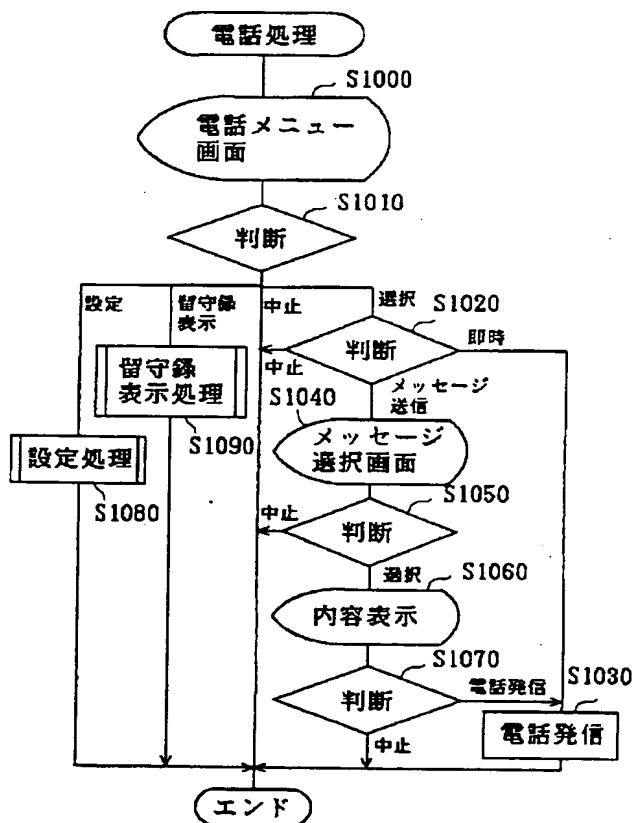 電話処理
S1000
電話メニュー
画面
S1010
判断
設定
留守録
表示
中止
選択
S1020
判断
即時
中止
メッセージ
送信
留守録
表示処理
S1090
S1040
メッセージ
選択画面
設定処理
S1080
S1050
中止
判断
選択
S1060
内容表示
S1070
判断
電話発信
S1030
電話発信
中止
エンド